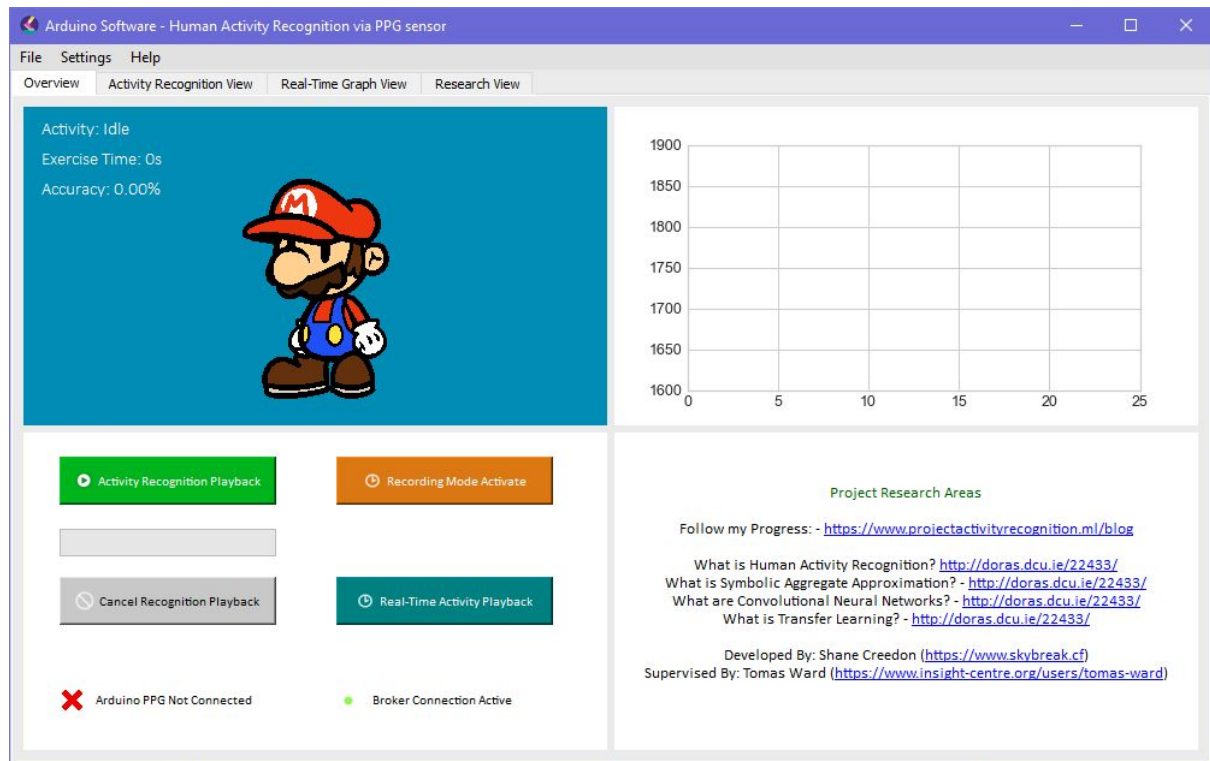 Arduino Software - Human Activity Recognition via PPG sensor
File Settings Help
Overview Activity Recognition View Real-Time Graph View Research View
Activity: Idle
Exercise Time: 0s
Accuracy: 0.00%
M
1900
1850
1800
1750
1700
1650
1600
0 5 10 15 20 25
Activity Recognition Playback
Recording Mode Activate
Cancel Recognition Playback
Real-Time Activity Playback
Arduino PPG Not Connected
Broker Connection Active
Project Research Areas
Follow my Progress: - https://www.projectactivityrecognition.ml/blog
What is Human Activity Recognition? http://doras.dcu.ie/22433/
What is Symbolic Aggregate Approximation? - http://doras.dcu.ie/22433/
What are Convolutional Neural Networks? - http://doras.dcu.ie/22433/
What is Transfer Learning? - http://doras.dcu.ie/22433/
Developed By: Shane Creedon (https://www.skybreak.cf)
Supervised By: Tomas Ward (https://www.insight-centre.org/users/tomas-ward)